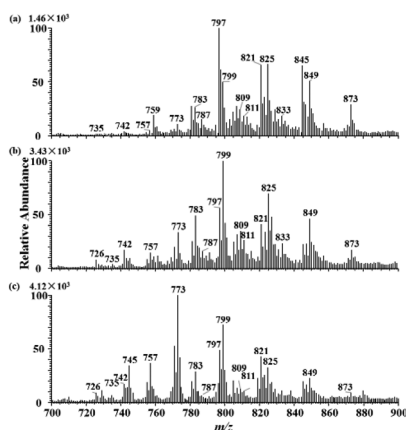 (a) 1.46×10³
797
100
821 825 845
799 849
50
783 809 873
759 811
773 787 833
735 742 757
0
(b) 3.43×10³
799
100
825
797
783 849
50
821
773 809
742 757 787 811 833 873
726 735
0
(c) 4.12×10³
773
100
799
797
745 757 821
50
783 825
742 809 849
726 735 787 811 873
0
700 720 740 760 780 800 820 840 860 880 900
m/z
Relative Abundance